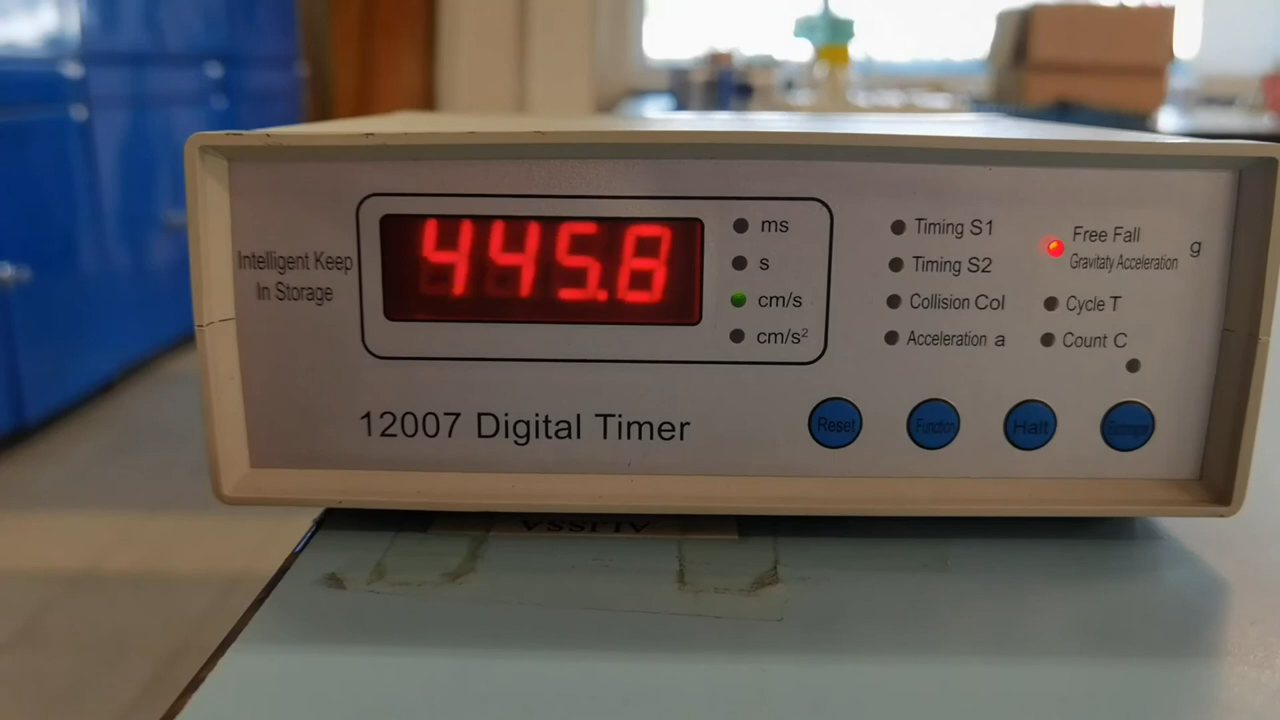 Intelligent Keep
In Storage
445.8
ms
s
cm/s
cm/s²
Timing S1
Timing S2
Collision Col
Acceleration a
Free Fall
Gravitaty Acceleration
g
Cycle T
Count C
12007 Digital Timer
Reset
Function
Halt
ALISSA